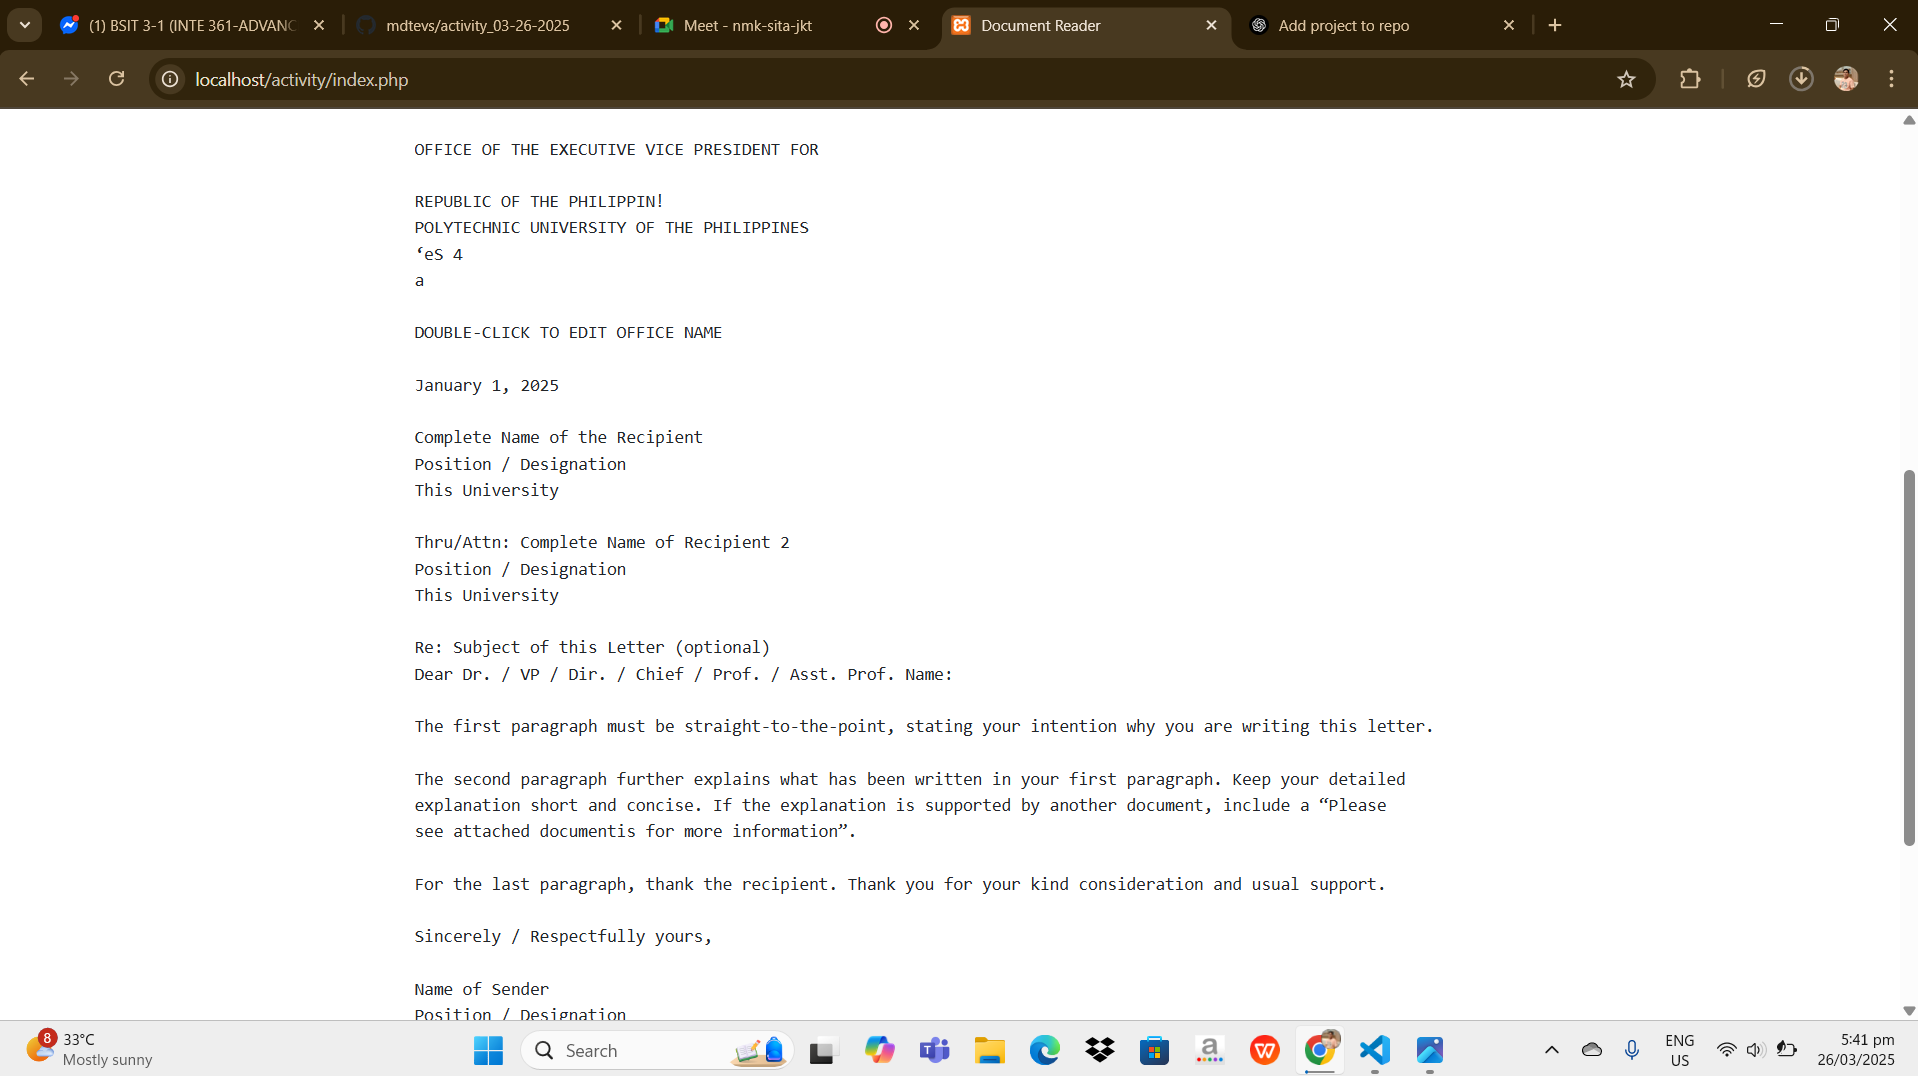 (1) BSIT 3-1 (INTE 361-ADVANC
mdtevs/activity_03-26-2025
Meet - nmk-sita-jkt
Document Reader
Add project to repo
localhost/activity/index.php
OFFICE OF THE EXECUTIVE VICE PRESIDENT FOR
REPUBLIC OF THE PHILIPPIN!
POLYTECHNIC UNIVERSITY OF THE PHILIPPINES
‘eS 4
a
DOUBLE-CLICK TO EDIT OFFICE NAME
January 1, 2025
Complete Name of the Recipient
Position / Designation
This University
Thru/Attn: Complete Name of Recipient 2
Position / Designation
This University
Re: Subject of this Letter (optional)
Dear Dr. / VP / Dir. / Chief / Prof. / Asst. Prof. Name:
The first paragraph must be straight-to-the-point, stating your intention why you are writing this letter.
The second paragraph further explains what has been written in your first paragraph. Keep your detailed
explanation short and concise. If the explanation is supported by another document, include a “Please
see attached documentis for more information”.
For the last paragraph, thank the recipient. Thank you for your kind consideration and usual support.
Sincerely / Respectfully yours,
Name of Sender
Position / Designation
8
33°C
Mostly sunny
Search
ENG
US
5:41 pm
26/03/2025